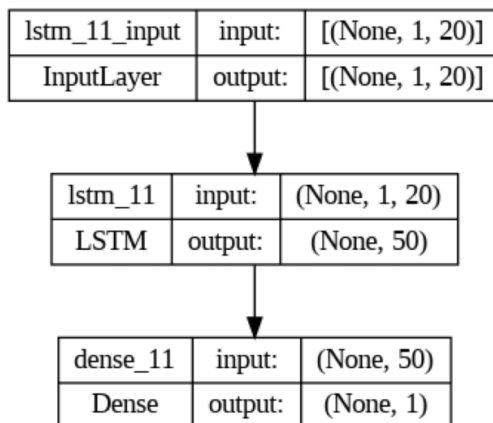 lstm_11_input input: [(None, 1, 20)]
InputLayer output: [(None, 1, 20)]
lstm_11 input: (None, 1, 20)
LSTM output: (None, 50)
dense_11 input: (None, 50)
Dense output: (None, 1)